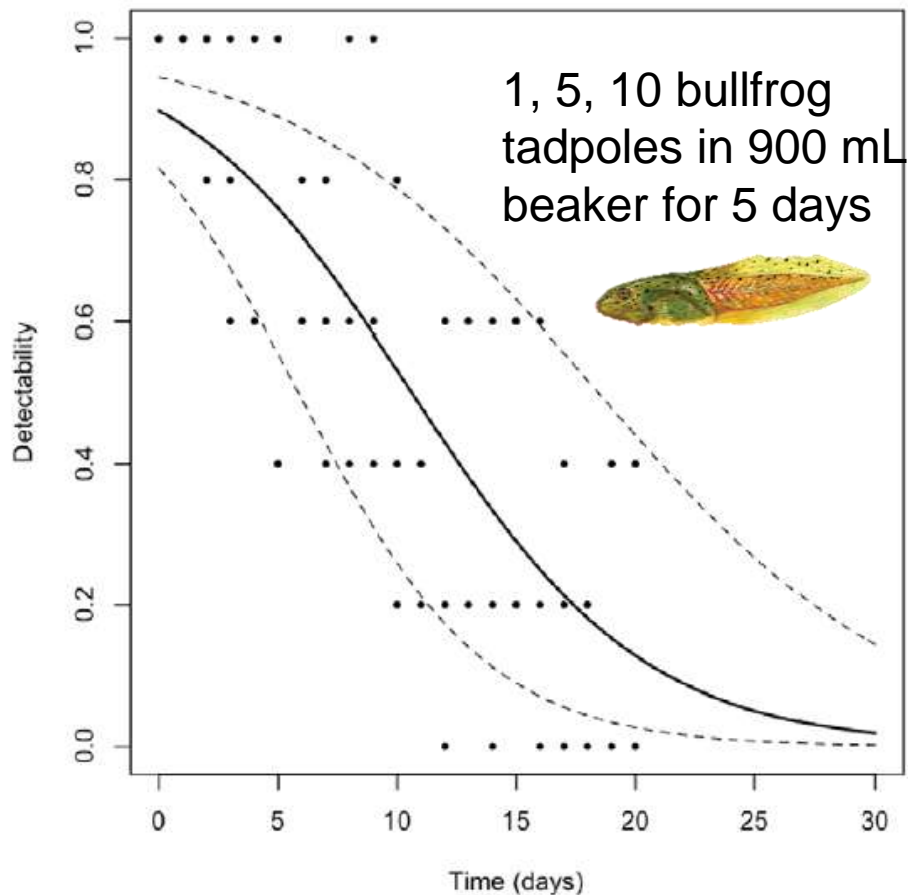 1, 5, 10 bullfrog
tadpoles in 900 mL
beaker for 5 days
Detectability
1.0
0.8
0.6
0.4
0.2
0.0
0 5 10 15 20 25 30
Time (days)